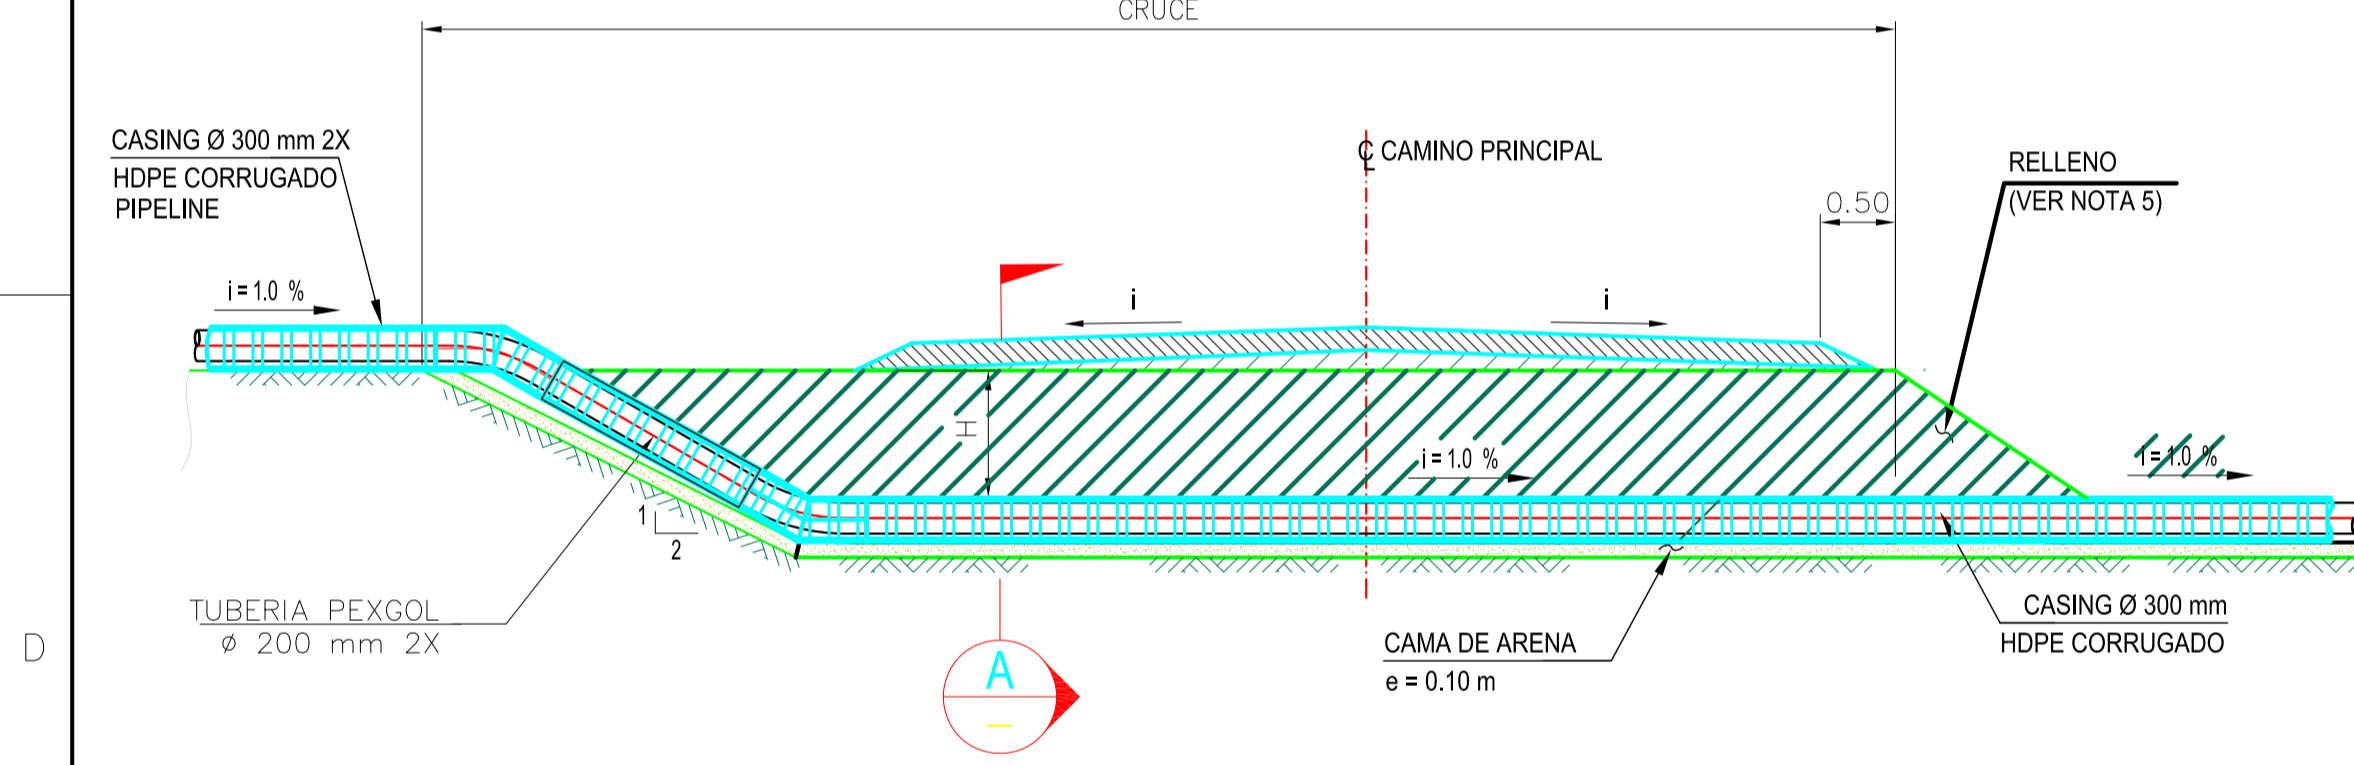 CRUCE
CASING Ø 300 mm 2X
HDPE CORRUGADO
PIPELINE
℄ CAMINO PRINCIPAL
RELLENO
(VER NOTA 5)
0.50
i = 1.0 %
i
i
H
i = 1.0 %
i = 1.0 %
1
2
TUBERIA PEXGOL
ø 200 mm 2X
CASING Ø 300 mm
HDPE CORRUGADO
CAMA DE ARENA
e = 0.10 m
D
A
–